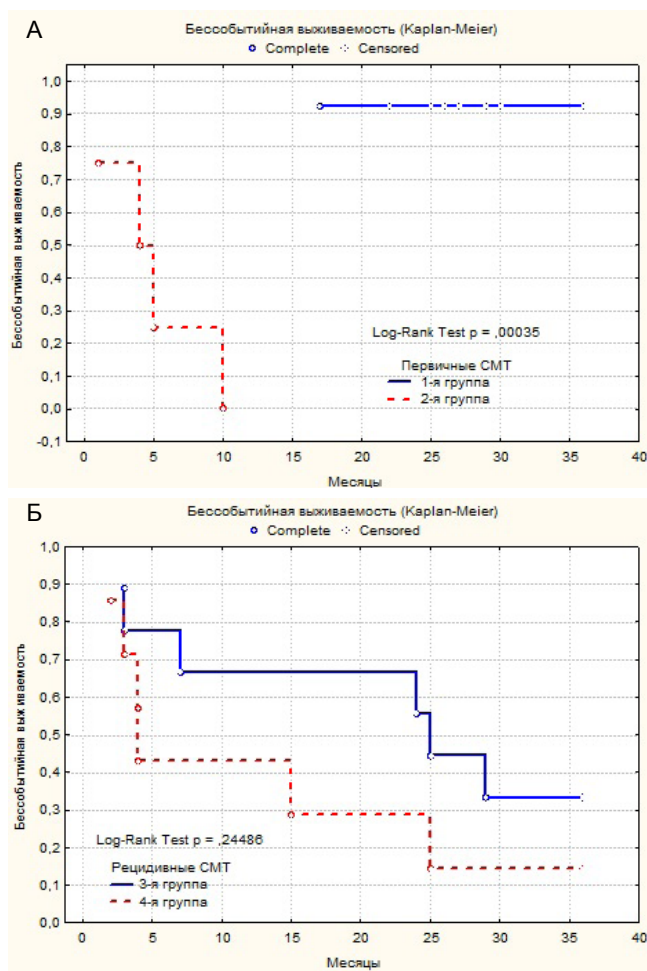 А
Бессобытийная выживаемость (Kaplan-Meier)
Complete Censored
1,0
0,9
0,8
0,7
0,6
0,5
0,4
0,3
0,2
0,1
0,0
-0,1
Бессобытийная выживаемость
Log-Rank Test p = ,00035
Первичные СМТ
1-я группа
2-я группа
0 5 10 15 20 25 30 35 40
Месяцы
Б
Бессобытийная выживаемость (Kaplan-Meier)
Complete Censored
1,0
0,9
0,8
0,7
0,6
0,5
0,4
0,3
0,2
0,1
0,0
Бессобытийная выживаемость
Log-Rank Test p = ,24486
Рецидивные СМТ
3-я группа
4-я группа
0 5 10 15 20 25 30 35 40
Месяцы